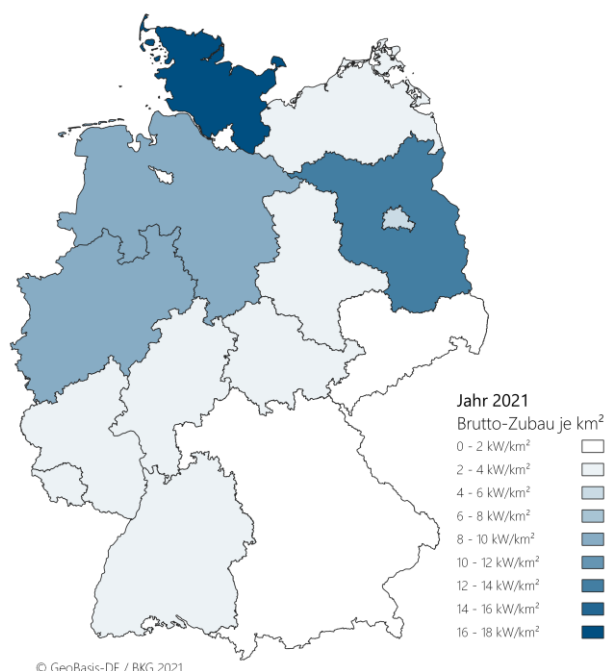 Jahr 2021
Brutto-Zubau je km²
0 - 2 kW/km²
2 - 4 kW/km²
4 - 6 kW/km²
6 - 8 kW/km²
8 - 10 kW/km²
10 - 12 kW/km²
12 - 14 kW/km²
14 - 16 kW/km²
16 - 18 kW/km²
© GeoBasis-DE / BKG 2021